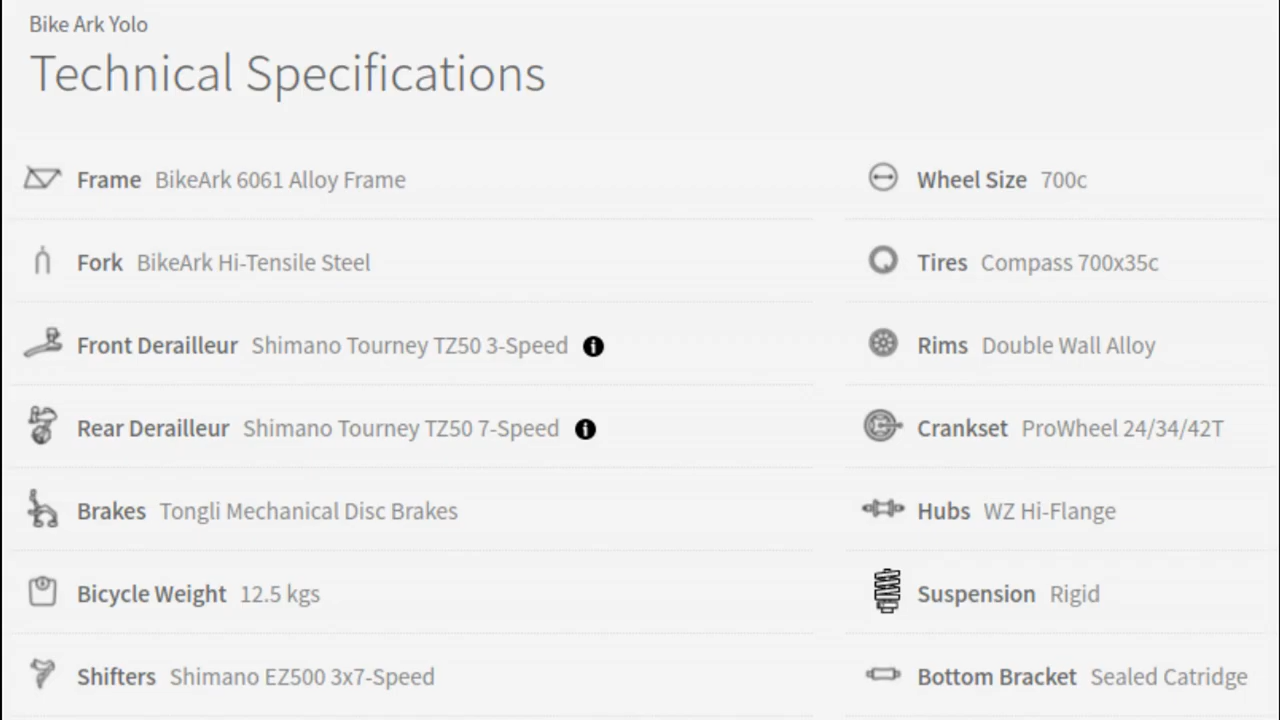 Bike Ark Yolo
Technical Specifications
Frame BikeArk 6061 Alloy Frame
Wheel Size 700c
Fork BikeArk Hi-Tensile Steel
Tires Compass 700x35c
Front Derailleur Shimano Tourney TZ50 3-Speed
Rims Double Wall Alloy
Rear Derailleur Shimano Tourney TZ50 7-Speed
Crankset ProWheel 24/34/42T
Brakes Tongli Mechanical Disc Brakes
Hubs WZ Hi-Flange
Bicycle Weight 12.5 kgs
Suspension Rigid
Shifters Shimano EZ500 3x7-Speed
Bottom Bracket Sealed Catridge